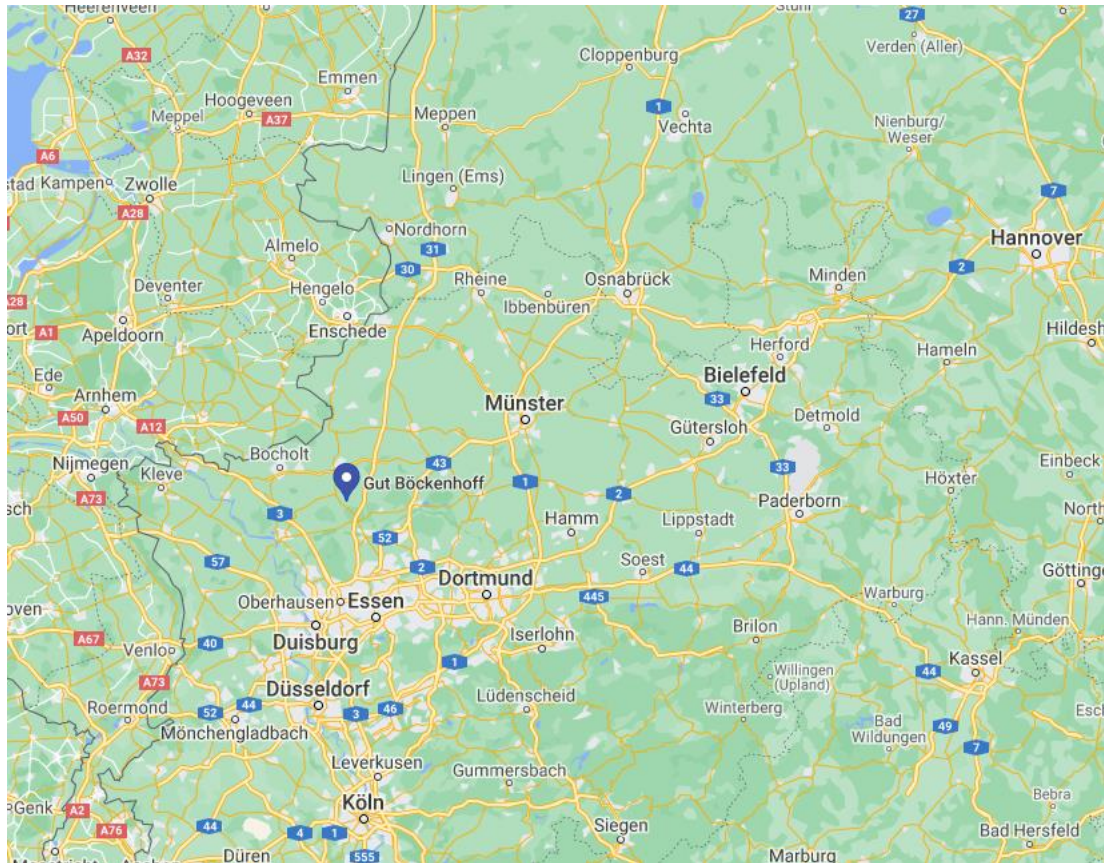 Heerenveen
Stuhr
27
Verden (Aller)
A32
Cloppenburg
Emmen
Hoogeveen
Meppel
A37
Meppen
1
Vechta
Nienburg/
Weser
A6
Lingen (Ems)
Kampen
Zwolle
7
A28
Nordhorn
Hannover
Almelo
31
30
2
Deventer
Hengelo
Rheine
Osnabrück
Minden
Ibbenbüren
A28
A1
Apeldoorn
Enschede
Hildesh
Herford
Hameln
Ede
Bielefeld
Arnhem
33
Münster
Detmold
A50
A12
Gütersloh
Nijmegen
Bocholt
43
33
Einbeck
Kleve
Gut Böckenhoff
1
Höxter
A73
2
Paderborn
3
Hamm
Lippstadt
North
52
57
2
Soest
44
Göttinge
Dortmund
445
Oberhausen
Essen
Warburg
Hann. Münden
A67
40
Duisburg
Iserlohn
Brilon
Venlo
1
44
Kassel
A73
Düsseldorf
Lüdenscheid
Willingen
(Upland)
Roermond
52
44
3
46
Winterberg
Esc
Mönchengladbach
Bad
Wildungen
49
7
Leverkusen
Gummersbach
Genk
A2
Köln
Bebra
A76
44
4
1
Siegen
Bad Hersfeld
Düren
555
Marburg